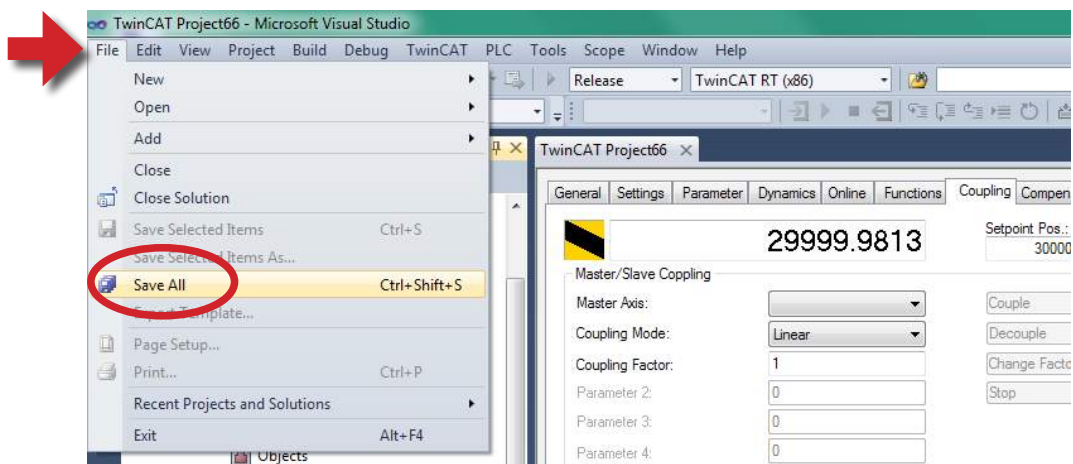 TwinCAT Project66 - Microsoft Visual Studio
File Edit View Project Build Debug TwinCAT PLC Tools Scope Window Help
Release TwinCAT RT (x86)
New
Open
Add
Close
Close Solution
Save Selected Items Ctrl+S
Save Selected Items As...
Save All Ctrl+Shift+S
Export Template...
Page Setup...
Print... Ctrl+P
Recent Projects and Solutions
Exit Alt+F4
Objects
TwinCAT Project66
General Settings Parameter Dynamics Online Functions Coupling Compen
29999.9813
Setpoint Pos.:
30000
Master/Slave Coppling
Master Axis:
Couple
Coupling Mode: Linear
Decouple
Coupling Factor: 1
Change Facto
Parameter 2: 0
Stop
Parameter 3: 0
Parameter 4: 0